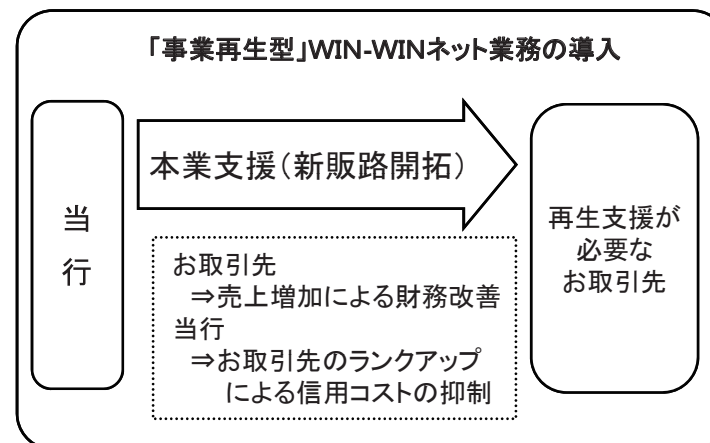 「事業再生型」WIN-WINネット業務の導入
当
行
本業支援（新販路開拓）
お取引先
⇒売上増加による財務改善
当行
⇒お取引先のランクアップ
による信用コストの抑制
再生支援が
必要な
お取引先